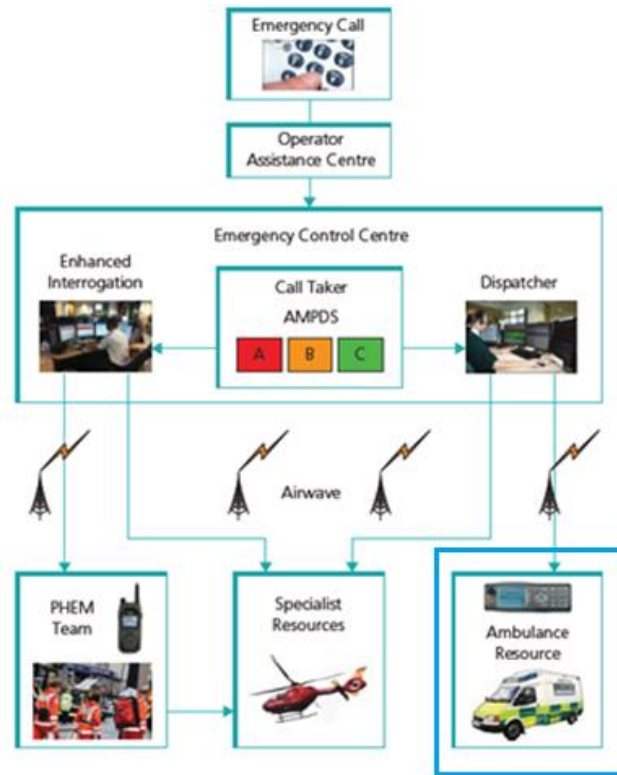 Emergency Call
Operator
Assistance Centre
Emergency Control Centre
Enhanced
Interrogation
Call Taker
AMPDS
A
B
C
Dispatcher
Airwave
PHEM
Team
Specialist
Resources
Ambulance
Resource